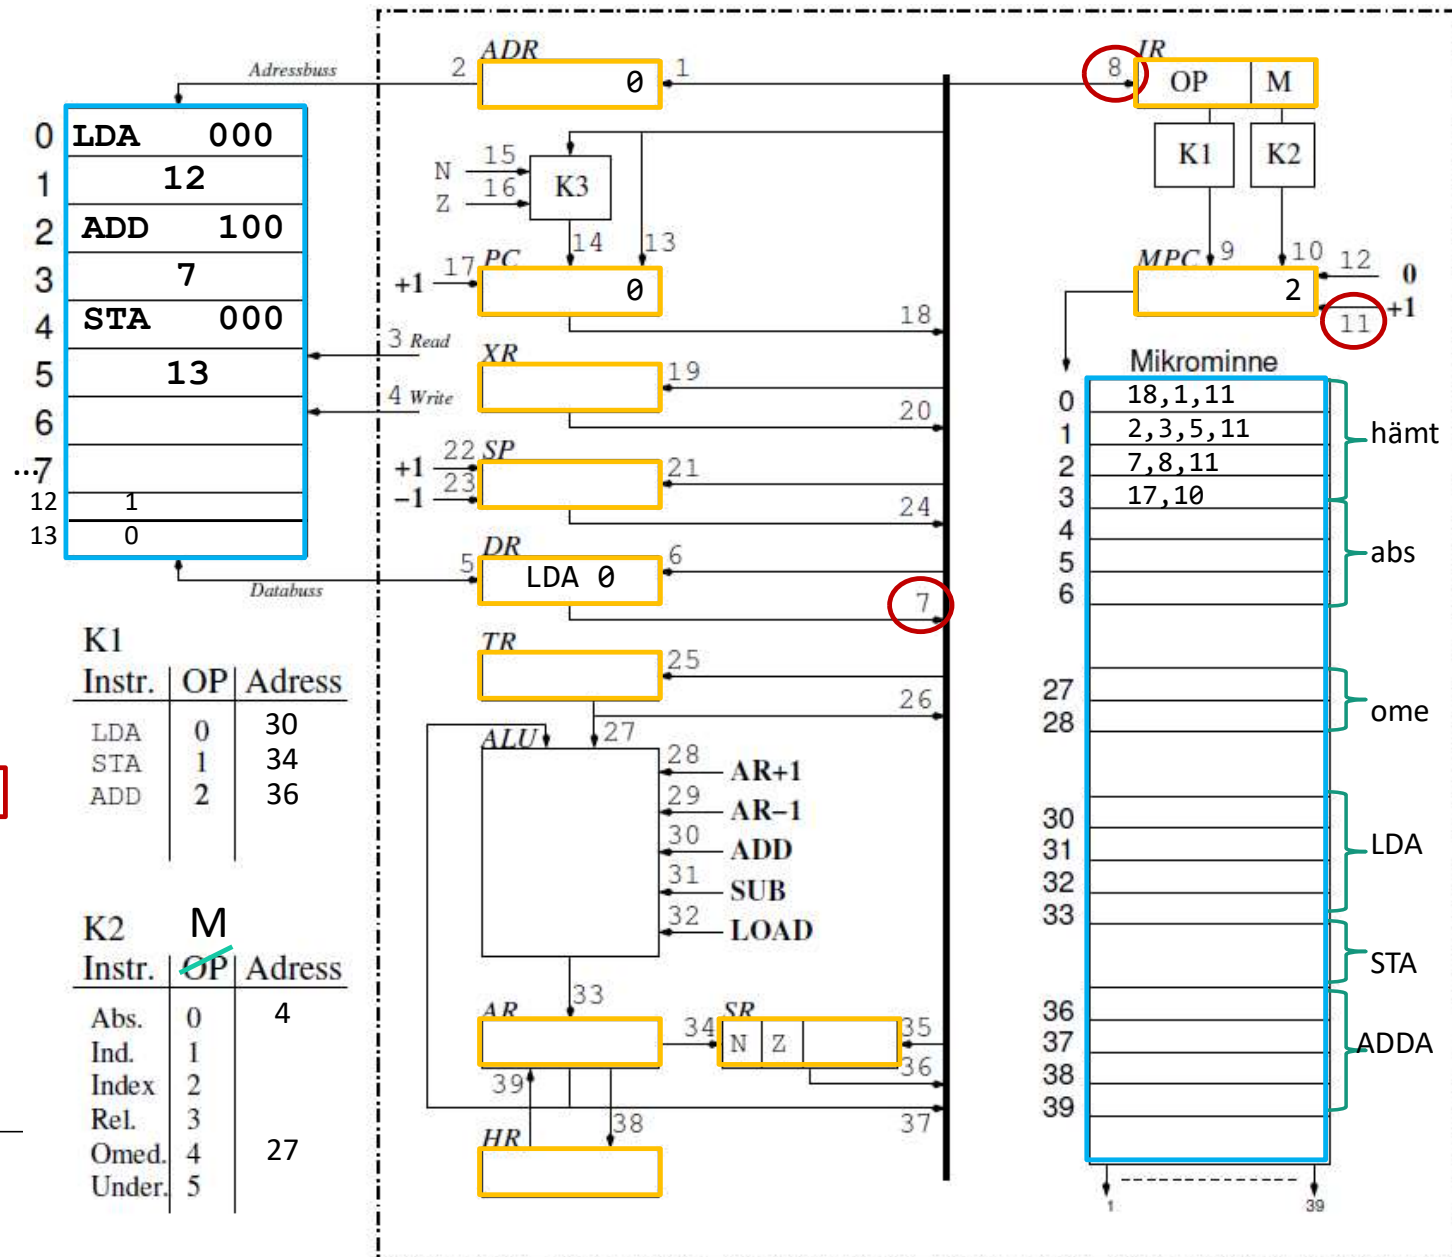 Adressbuss
0 LDA 000
1 12
2 ADD 100
3 7
4 STA 000
5 13
6
...7
12 1
13 0
Databuss
K1
Instr. OP Adress
LDA 0 30
STA 1 34
ADD 2 36
K2 M
Instr. OP Adress
Abs. 0 4
Ind. 1
Index 2
Rel. 3
Omed. 4 27
Under. 5
ADR
2 0 1
N 15
Z 16
K3
14 13
PC
+1 17 0
18
3 Read
XR
19
4 Write
20
SP
+1 22
-1 23
21
24
DR
5 LDA 0 6
7
TR
25
26
27
ALU
28 AR+1
29 AR–1
30 ADD
31 SUB
32 LOAD
33
AR
34
SR
N Z
35
36
37
39
38
HR
8
IR
OP M
K1 K2
9 10
MPC
2
12 0
11 +1
Mikrominne
0 18,1,11
1 2,3,5,11
2 7,8,11
3 17,10
4
5
6
27
28
30
31
32
33
36
37
38
39
hämt
abs
ome
LDA
STA
ADDA
1 39